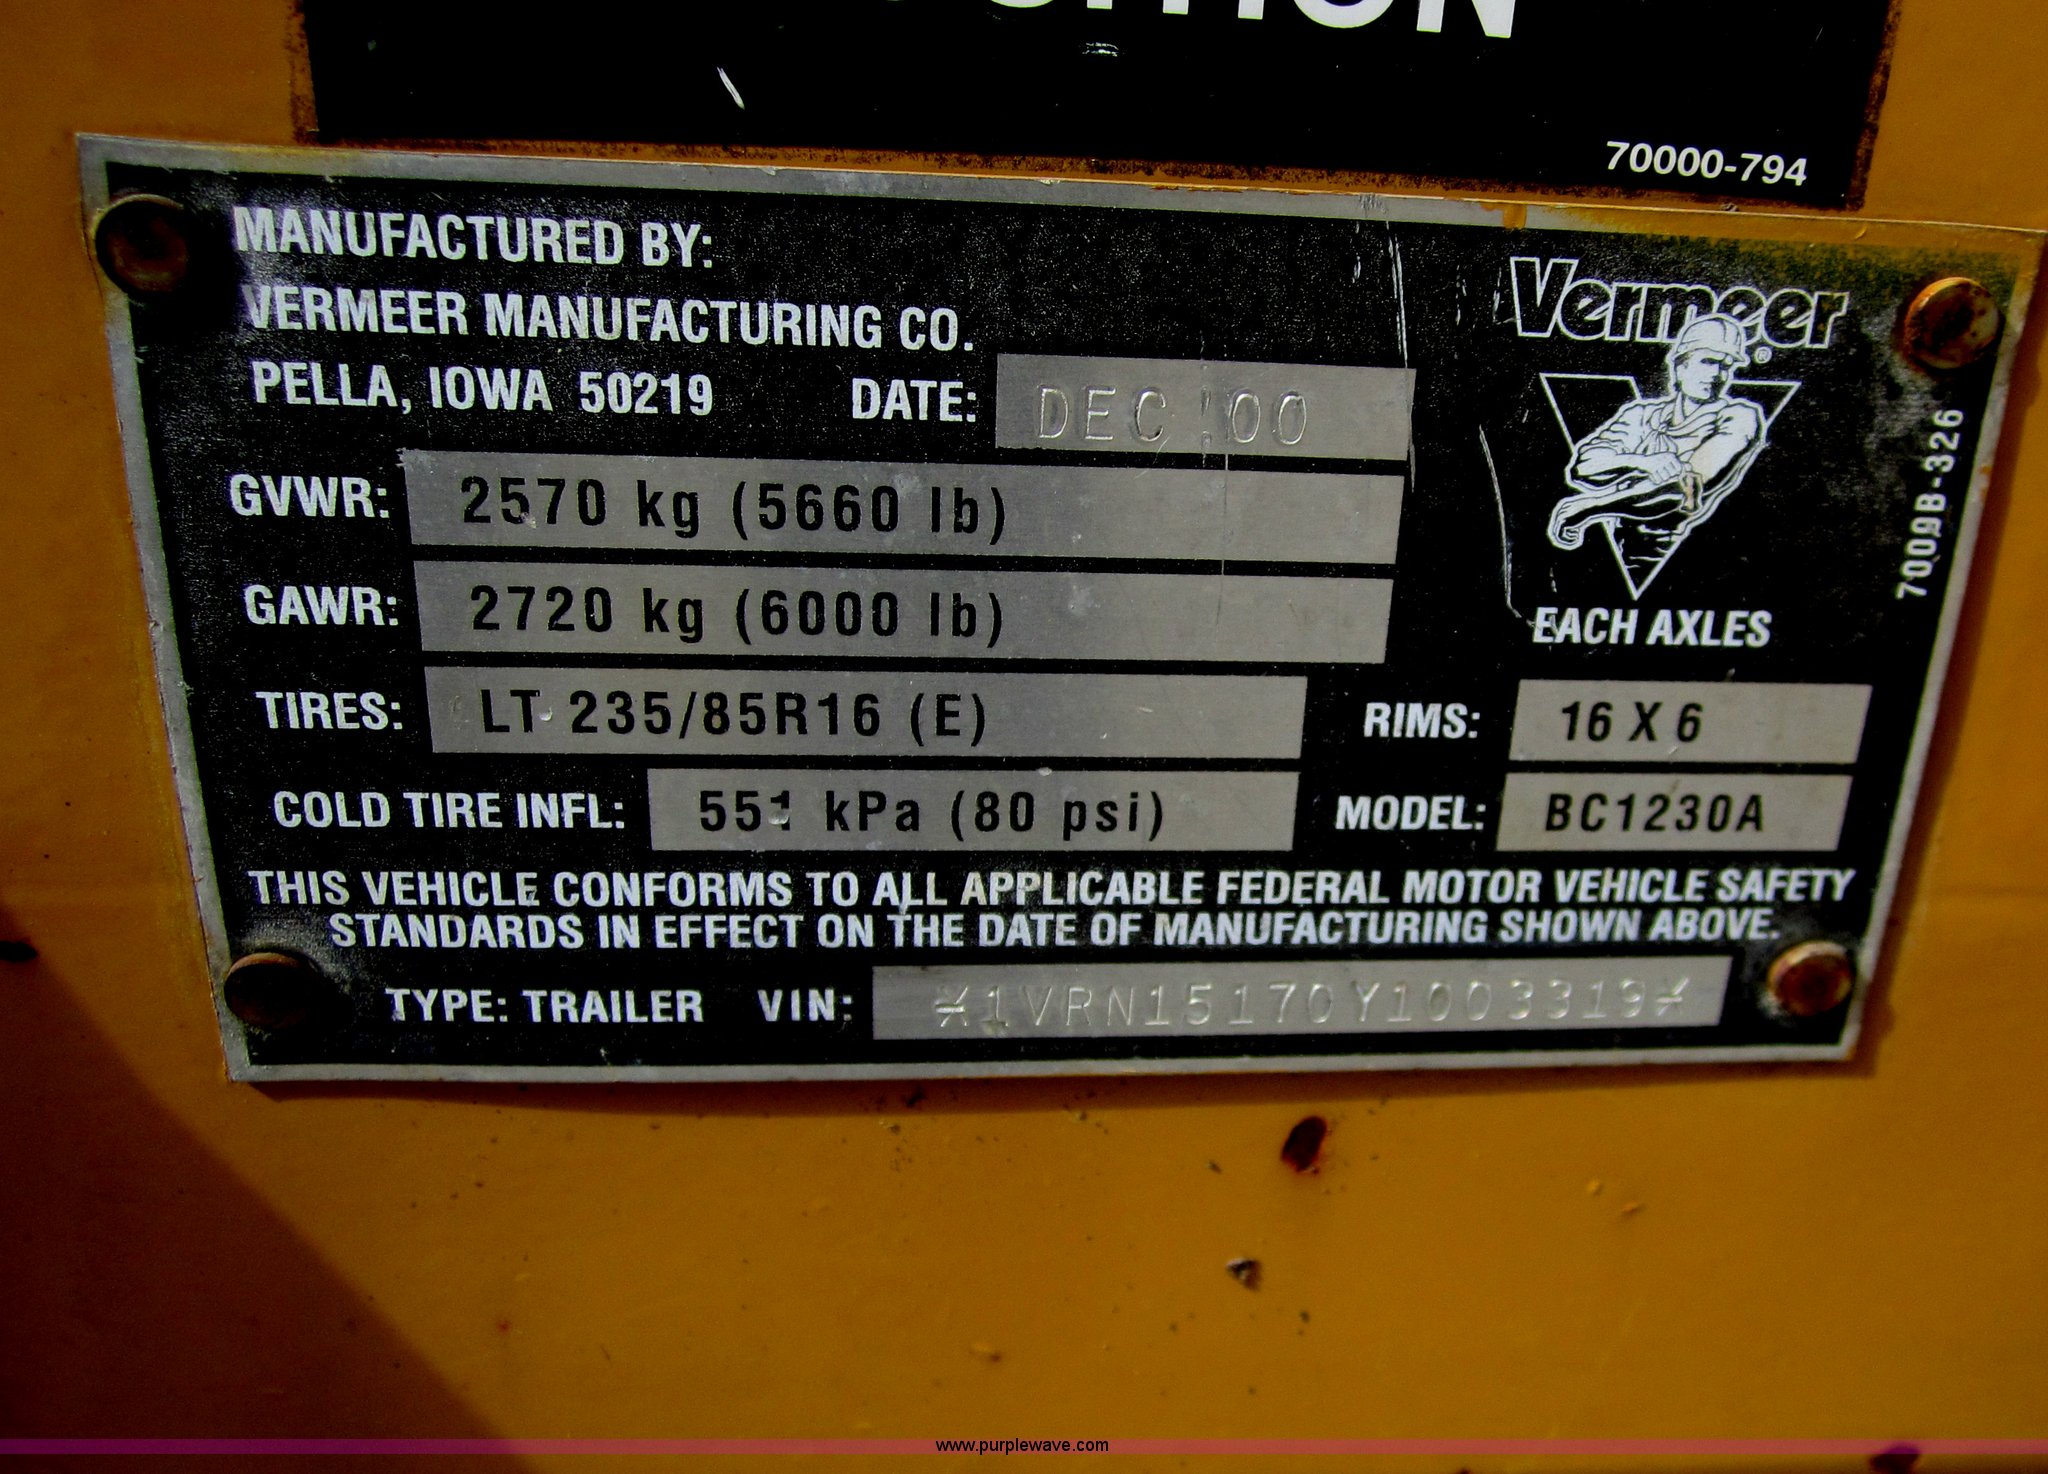 70000-794
MANUFACTURED BY:
VERMEER MANUFACTURING CO.
PELLA, IOWA 50219 DATE: DEC '00
Vermeer®
7009B-326
GVWR: 2570 kg (5660 lb)
GAWR: 2720 kg (6000 lb)
EACH AXLES
TIRES: LT 235/85R16 (E) RIMS: 16 X 6
COLD TIRE INFL: 551 kPa (80 psi) MODEL: BC1230A
THIS VEHICLE CONFORMS TO ALL APPLICABLE FEDERAL MOTOR VEHICLE SAFETY
STANDARDS IN EFFECT ON THE DATE OF MANUFACTURING SHOWN ABOVE.
TYPE: TRAILER VIN: *1VRN15170Y1003319*
www.purplewave.com